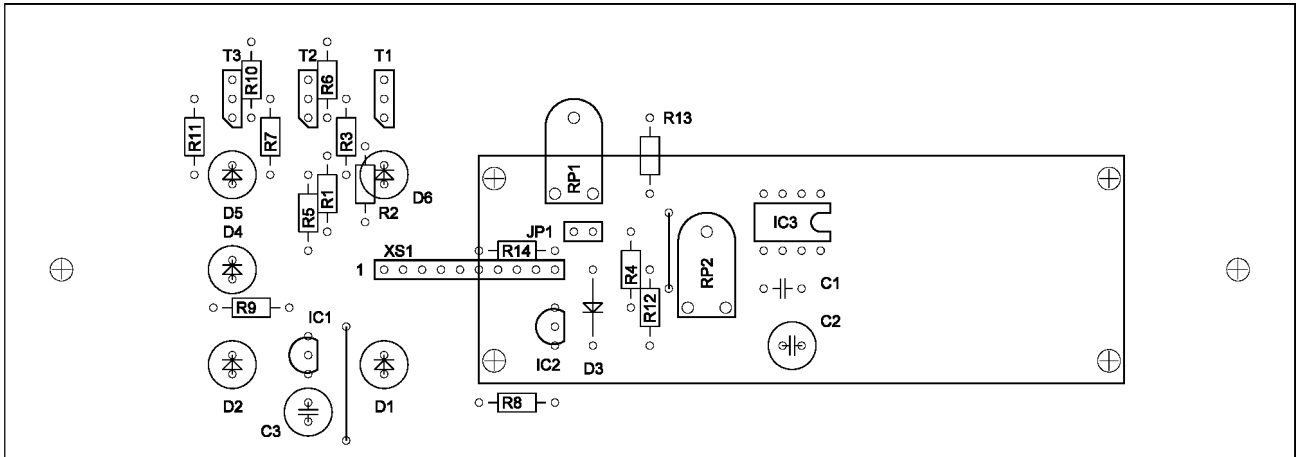 T3
T2
T1
R10
R6
R11
R7
R3
R13
RP1
D5
R5
R1
R2
D6
IC3
D4
JP1
XS1
R14
1
R4
RP2
R12
C1
R9
IC1
C2
IC2
D3
D2
D1
R8
C3